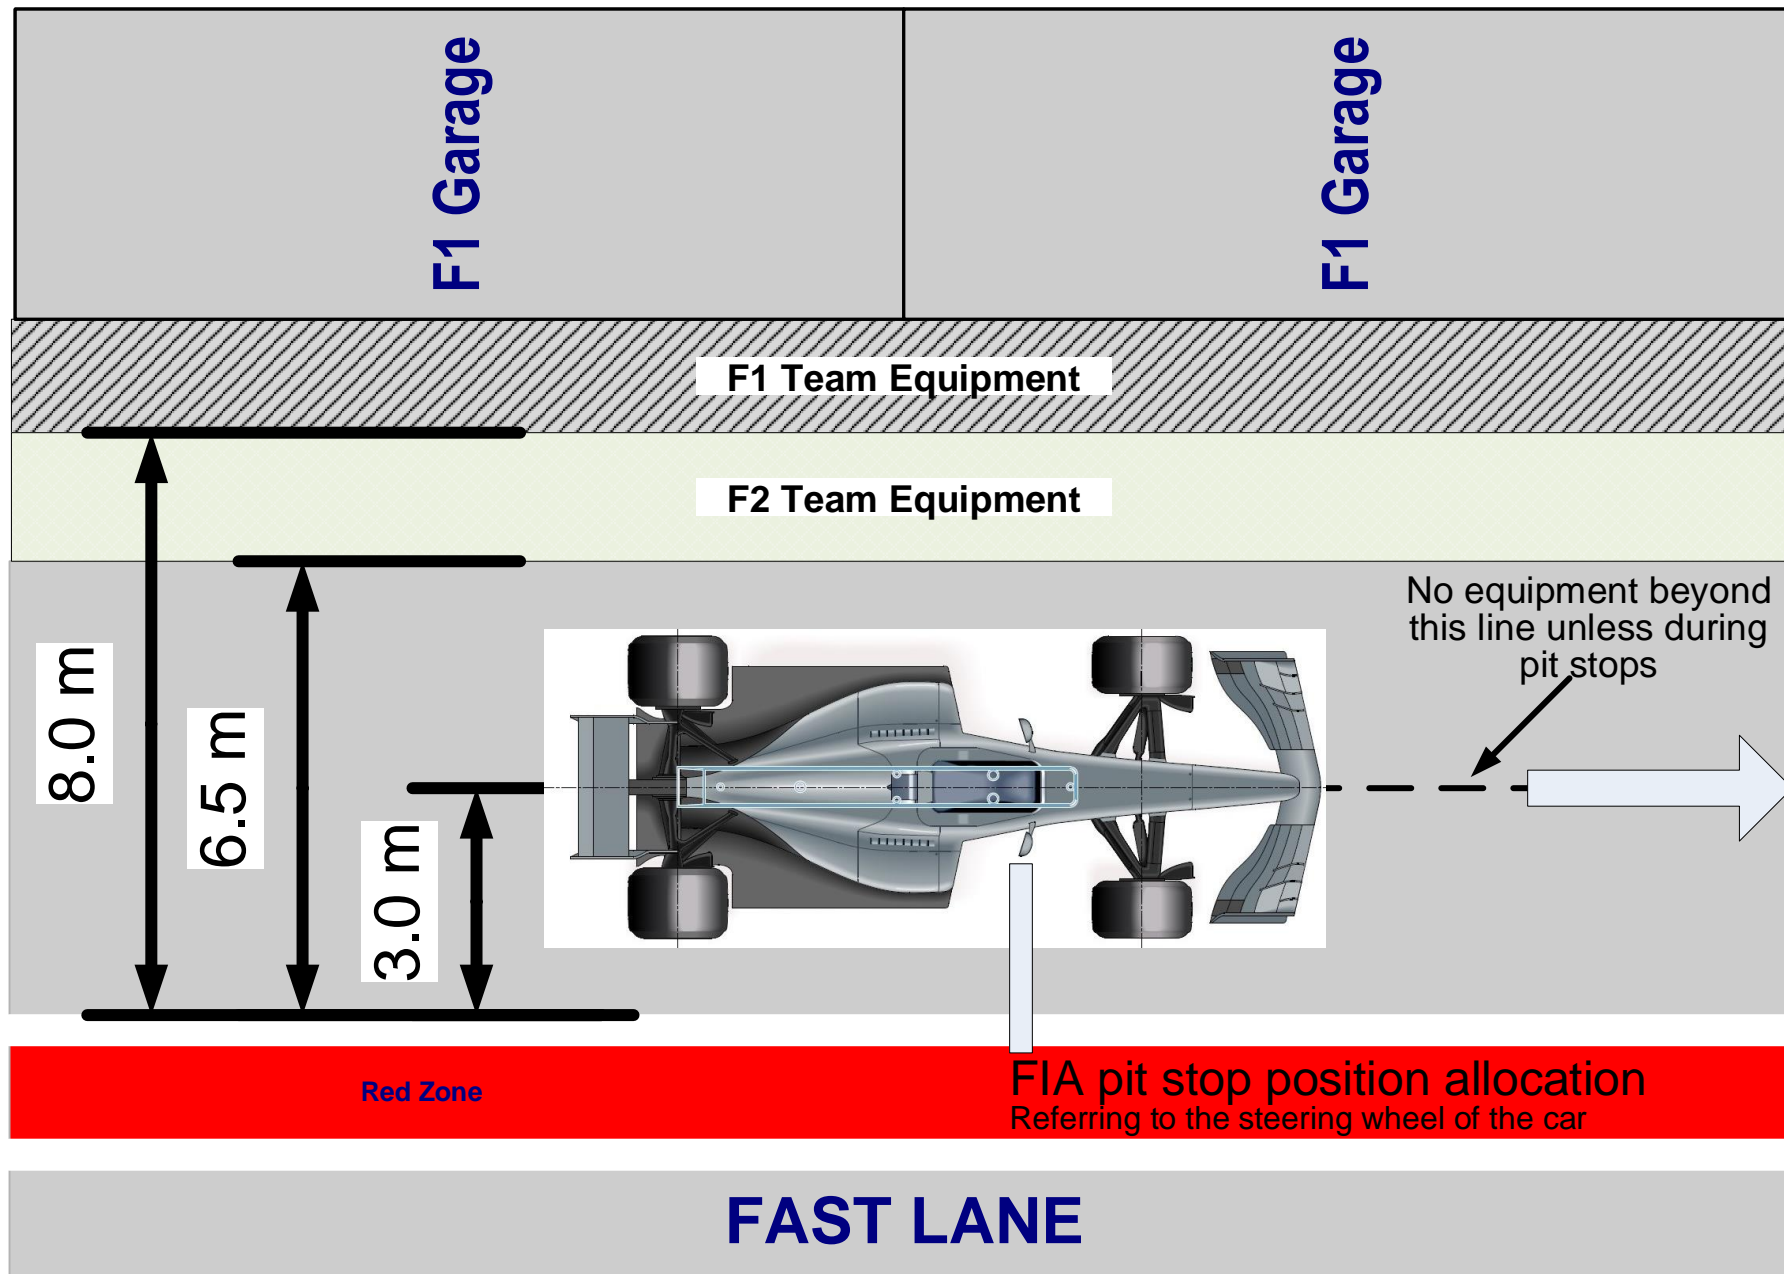 F1 Garage
F1 Garage
F1 Team Equipment
F2 Team Equipment
No equipment beyond
this line unless during
pit stops
8.0 m
6.5 m
3.0 m
Red Zone
FIA pit stop position allocation
Referring to the steering wheel of the car
FAST LANE